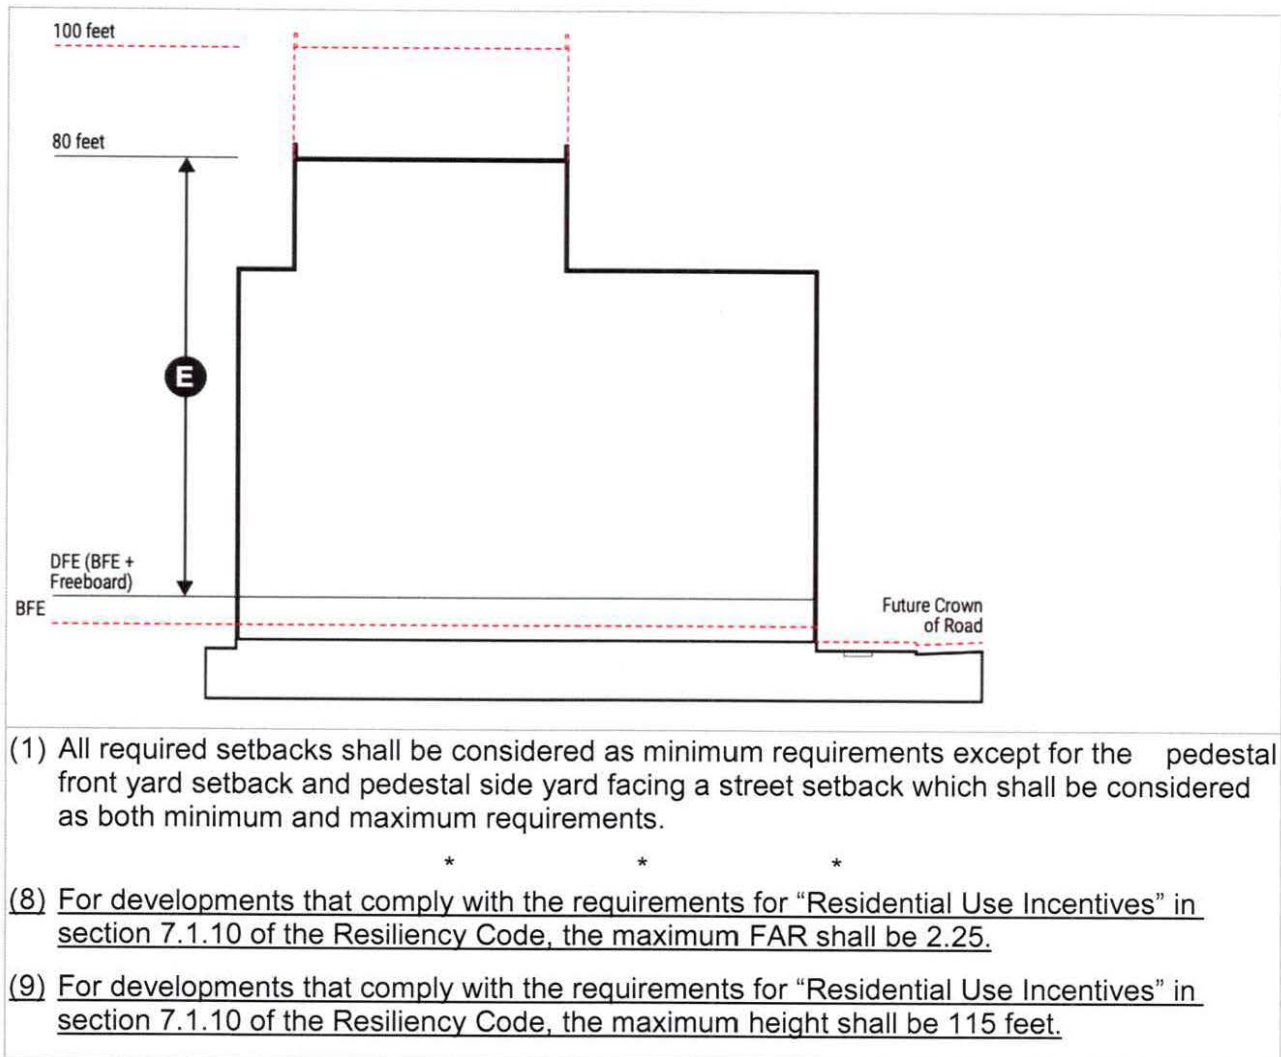 100 feet
80 feet
E
DFE (BFE +
Freeboard)
BFE
Future Crown
of Road
(1) All required setbacks shall be considered as minimum requirements except for the pedestal
front yard setback and pedestal side yard facing a street setback which shall be considered
as both minimum and maximum requirements.
* * *
(8) For developments that comply with the requirements for “Residential Use Incentives” in
section 7.1.10 of the Resiliency Code, the maximum FAR shall be 2.25.
(9) For developments that comply with the requirements for “Residential Use Incentives” in
section 7.1.10 of the Resiliency Code, the maximum height shall be 115 feet.